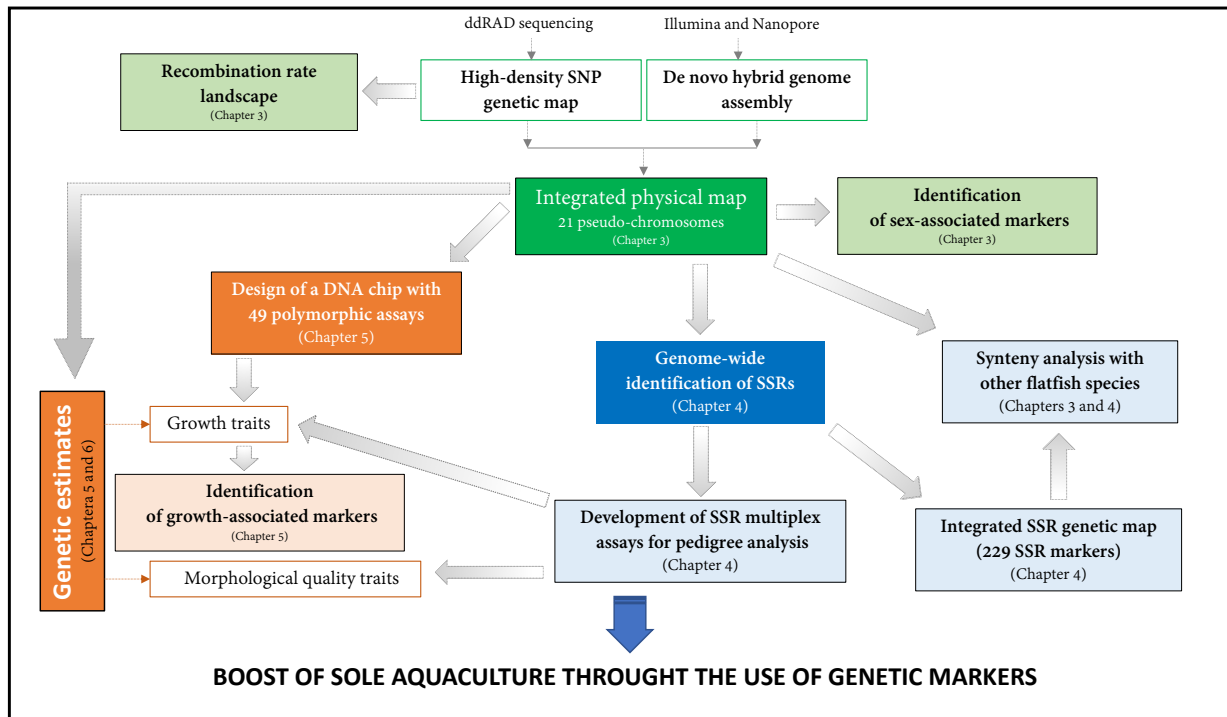 ddRAD sequencing
Illumina and Nanopore
Recombination rate
landscape
(Chapter 3)
High-density SNP
genetic map
De novo hybrid genome
assembly
Integrated physical map
21 pseudo-chromosomes
(Chapter 3)
Identification
of sex-associated markers
(Chapter 3)
Design of a DNA chip with
49 polymorphic assays
(Chapter 5)
Genome-wide
identification of SSRs
(Chapter 4)
Synteny analysis with
other flatfish species
(Chapters 3 and 4)
Genetic estimates
(Chaptera 5 and 6)
Growth traits
Identification
of growth-associated markers
(Chapter 5)
Morphological quality traits
Development of SSR multiplex
assays for pedigree analysis
(Chapter 4)
Integrated SSR genetic map
(229 SSR markers)
(Chapter 4)
BOOST OF SOLE AQUACULTURE THROUGHT THE USE OF GENETIC MARKERS